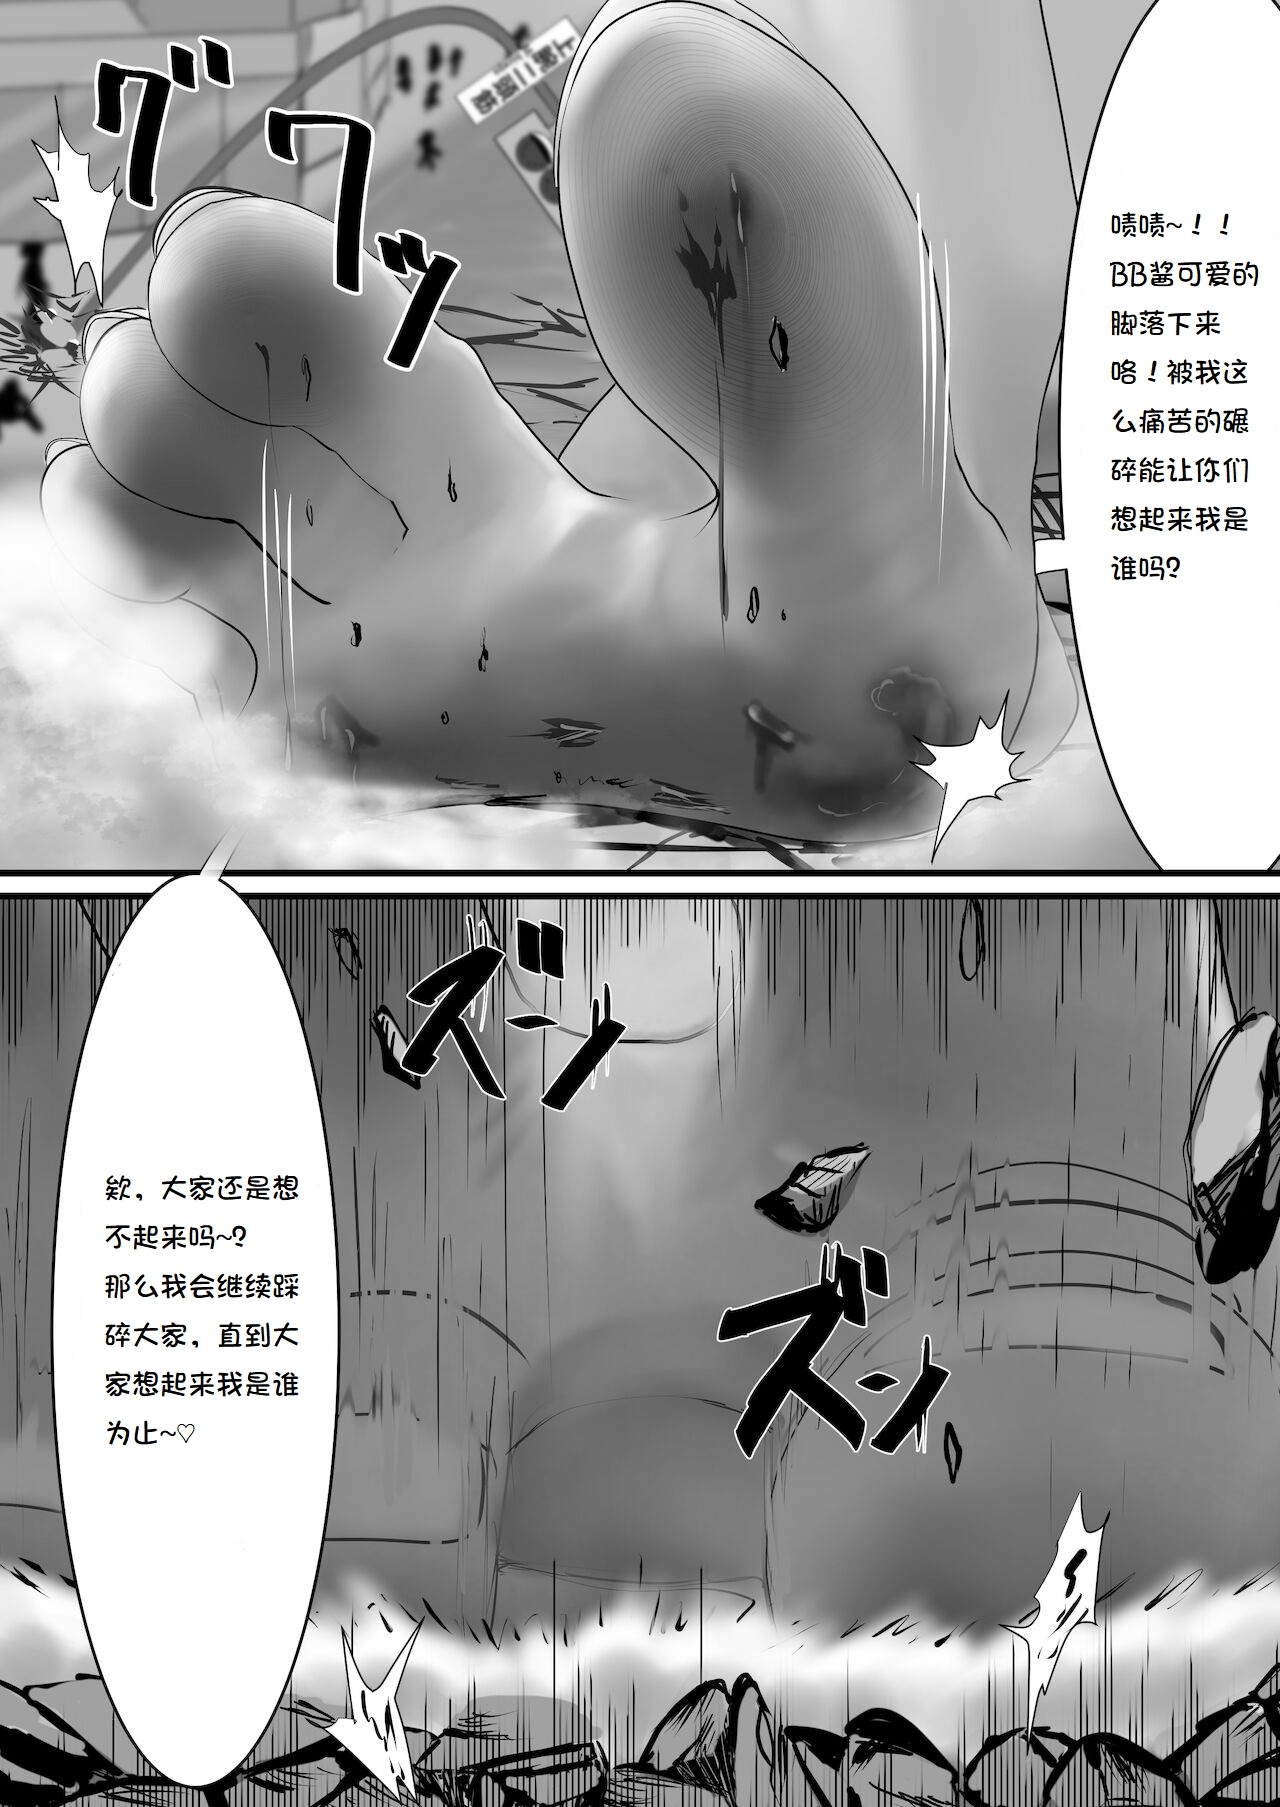 啧啧~！！
BB酱可爱的
脚落下来
咯！被我这
么痛苦的碾
碎能让你们
想起来我是
谁吗？
グワッ
ズンッ
ズンッ
欸，大家还是想
不起来吗~？
那么我会继续踩
碎大家，直到大
家想起来我是谁
为止~♡